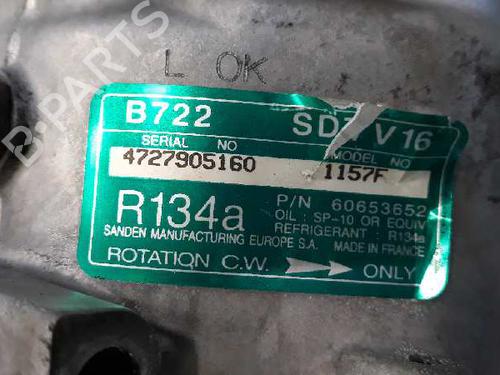 B-PARTS
L OK
B722 SD7V16
SERIAL NO MODEL NO
4727905160 1157F
R134a
P/N 60653652
OIL : SP-10 OR EQUIV
REFRIGERANT : R134a
SANDEN MANUFACTURING EUROPE S.A. MADE IN FRANCE
ROTATION C.W. ONLY